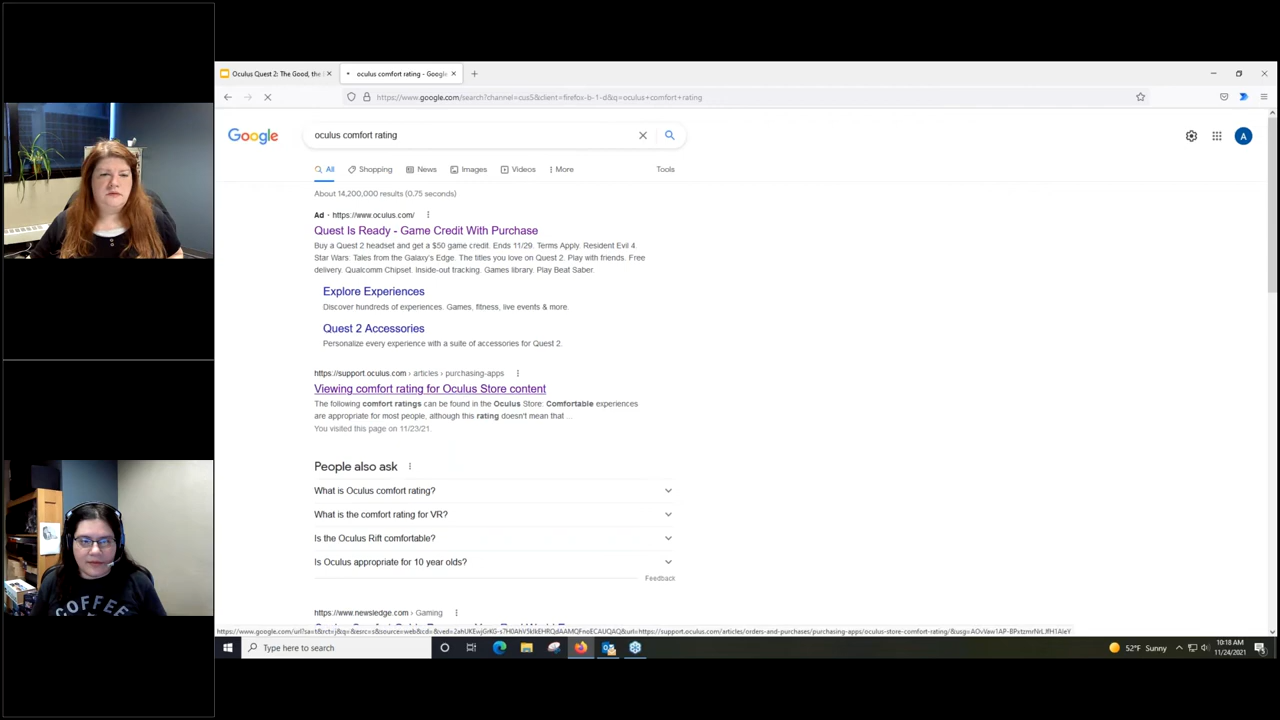 Oculus Quest 2: The Good, the
oculus comfort rating - Google
https://www.google.com/search?channel=cus5&client=firefox-b-1-d&q=oculus+comfort+rating
Google
oculus comfort rating
A
All
Shopping
News
Images
Videos
More
Tools
About 14,200,000 results (0.75 seconds)
Ad · https://www.oculus.com/
Quest Is Ready - Game Credit With Purchase
Buy a Quest 2 headset and get a $50 game credit. Ends 11/29. Terms Apply. Resident Evil 4.
Star Wars: Tales from the Galaxy's Edge. The titles you love on Quest 2. Play with friends. Free
delivery. Qualcomm Chipset. Inside-out tracking. Games library. Play Beat Saber.
Explore Experiences
Discover hundreds of experiences. Games, fitness, live events & more.
Quest 2 Accessories
Personalize every experience with a suite of accessories for Quest 2.
https://support.oculus.com › articles › purchasing-apps
Viewing comfort rating for Oculus Store content
The following comfort ratings can be found in the Oculus Store: Comfortable experiences
are appropriate for most people, although this rating doesn't mean that ...
You visited this page on 11/23/21.
People also ask
What is Oculus comfort rating?
What is the comfort rating for VR?
Is the Oculus Rift comfortable?
Is Oculus appropriate for 10 year olds?
Feedback
https://www.newsledge.com › Gaming
Type here to search
52°F Sunny
10:18 AM
11/24/2021
COFFEE